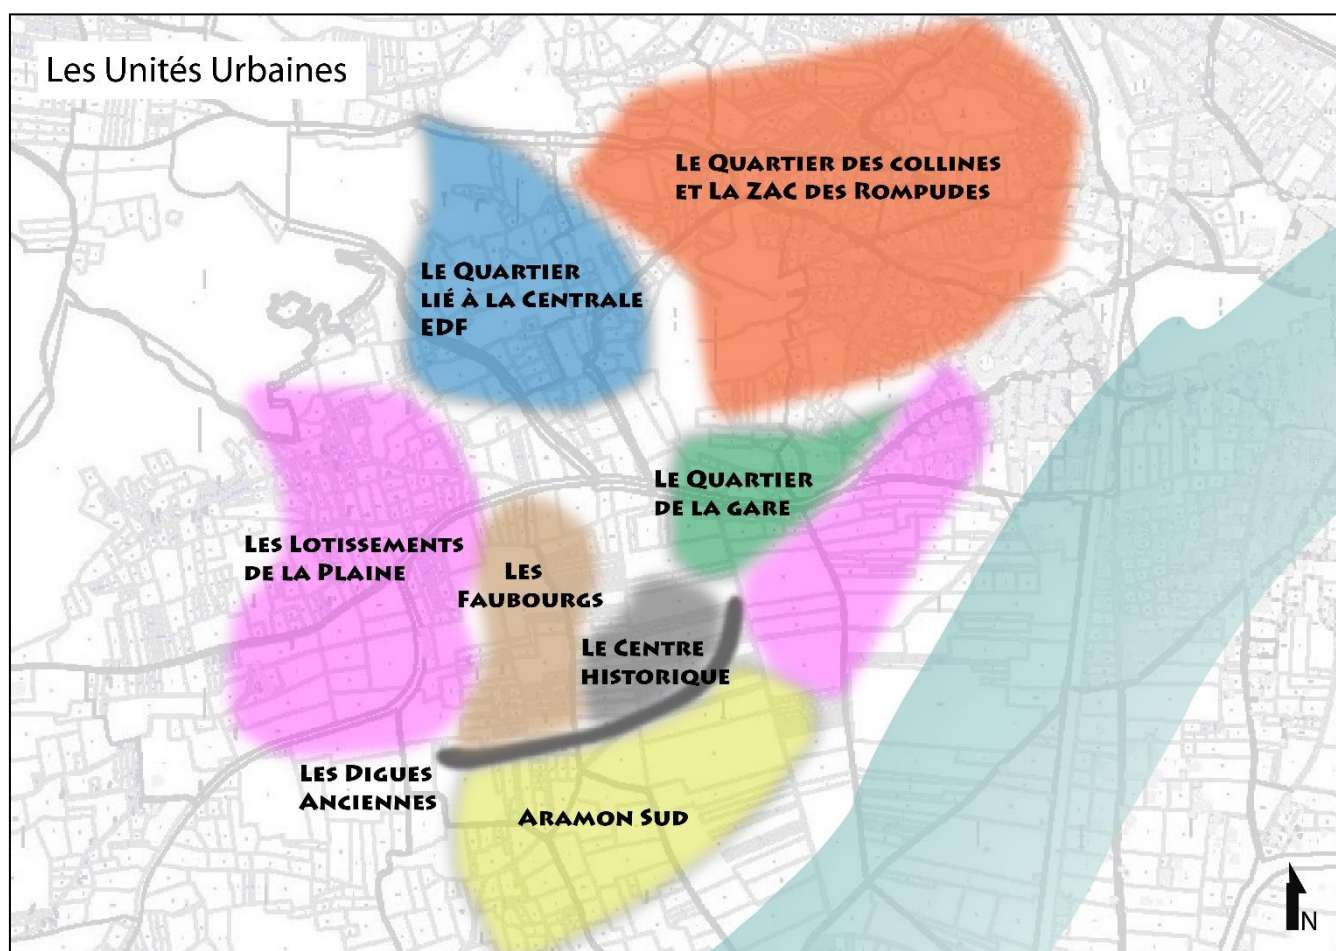 Les Unités Urbaines
Le Quartier des collines
et La ZAC des Rompudes
Le Quartier
lié à la Centrale
EDF
Le Quartier
de la gare
Les Lotissements
de la Plaine
Les
Faubourgs
Le Centre
historique
Les Digues
Anciennes
Aramon Sud
N